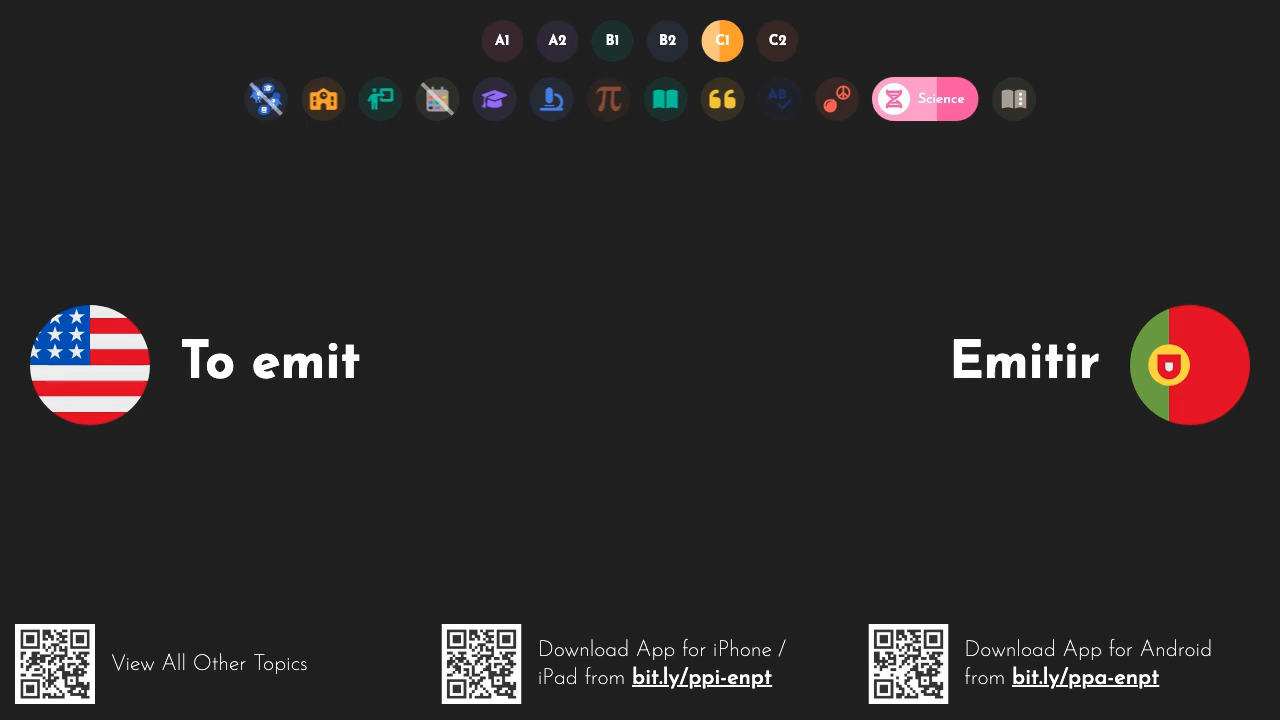 A1 A2 B1 B2 C1 C2
Science
To emit
Emitir
View All Other Topics
Download App for iPhone /
iPad from bit.ly/ppi-enpt
Download App for Android
from bit.ly/ppa-enpt